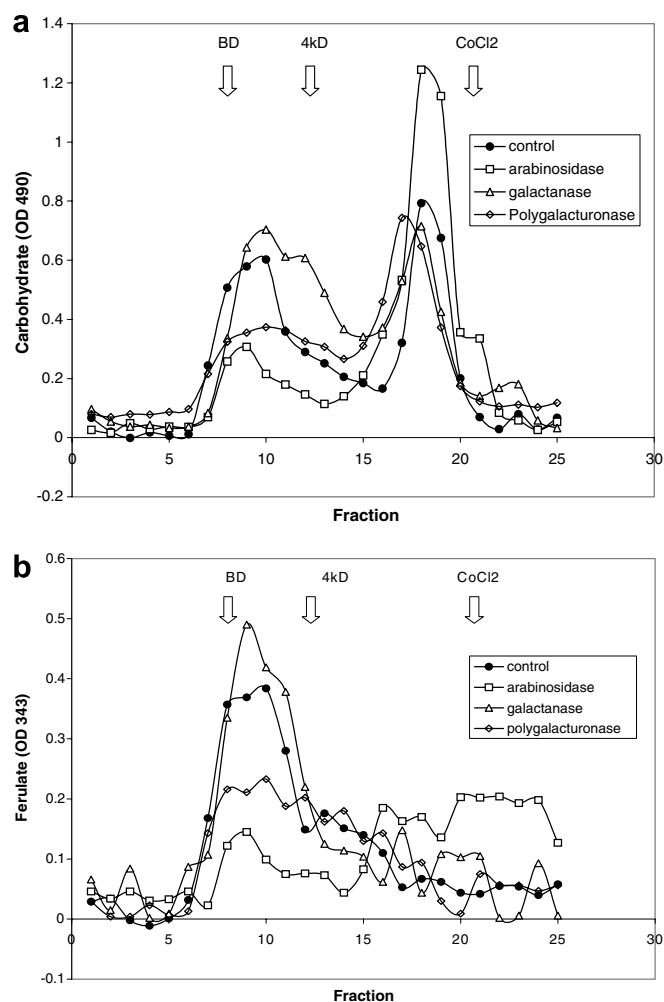 a
1.4
BD 4kD CoCl2
1.2
1
control
arabinosidase
0.8
galactanase
Polygalacturonase
0.6
0.4
0.2
0
0 5 10 15 20 25 30
-0.2
Carbohydrate (OD 490)
Fraction
b
0.6
BD 4kD CoCl2
0.5
control
arabinosidase
0.4
galactanase
polygalacturonase
0.3
0.2
0.1
0
0 5 10 15 20 25 30
-0.1
Ferulate (OD 343)
Fraction